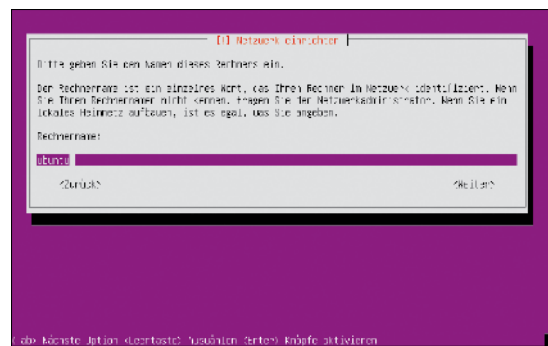 [!] Netzwerk einrichten
Bitte geben Sie den Namen dieses Rechners ein.
Der Rechnername ist ein einzelnes Wort, das Ihren Rechner im Netzwerk identifiziert. Wenn
Sie Ihren Rechnernamen nicht kennen, fragen Sie den Netzwerkadministrator. Wenn Sie ein
lokales Heimnetz aufbauen, ist es egal, was Sie angeben.
Rechnername:
ubuntu
<Zurück> <Weiter>
<Tab> Nächste Option <Leertaste> Auswählen <Enter> Knöpfe aktivieren